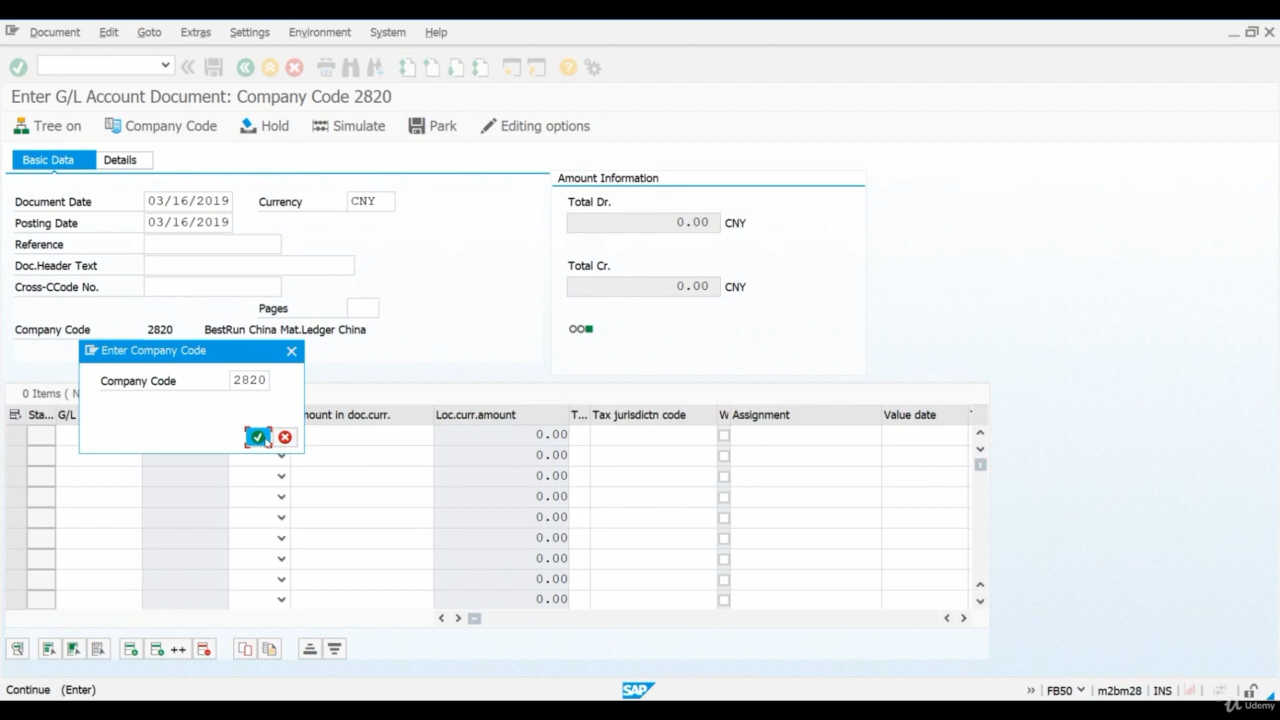 Document Edit Goto Extras Settings Environment System Help
Enter G/L Account Document: Company Code 2820
Tree on Company Code Hold Simulate Park Editing options
Basic Data Details
Amount Information
Document Date 03/16/2019 Currency CNY
Total Dr.
Posting Date 03/16/2019
0.00 CNY
Reference
Doc.Header Text
Total Cr.
Cross-CCode No.
0.00 CNY
Pages
Company Code 2820 BestRun China Mat.Ledger China
Enter Company Code
Company Code 2820
0 Items ( N
Sta... G/L mount in doc.curr. Loc.curr.amount T... Tax jurisdictn code W Assignment Value date
0.00
0.00
0.00
0.00
0.00
0.00
0.00
0.00
0.00
Continue (Enter)
SAP
FB50 m2bm28 INS
Udemy